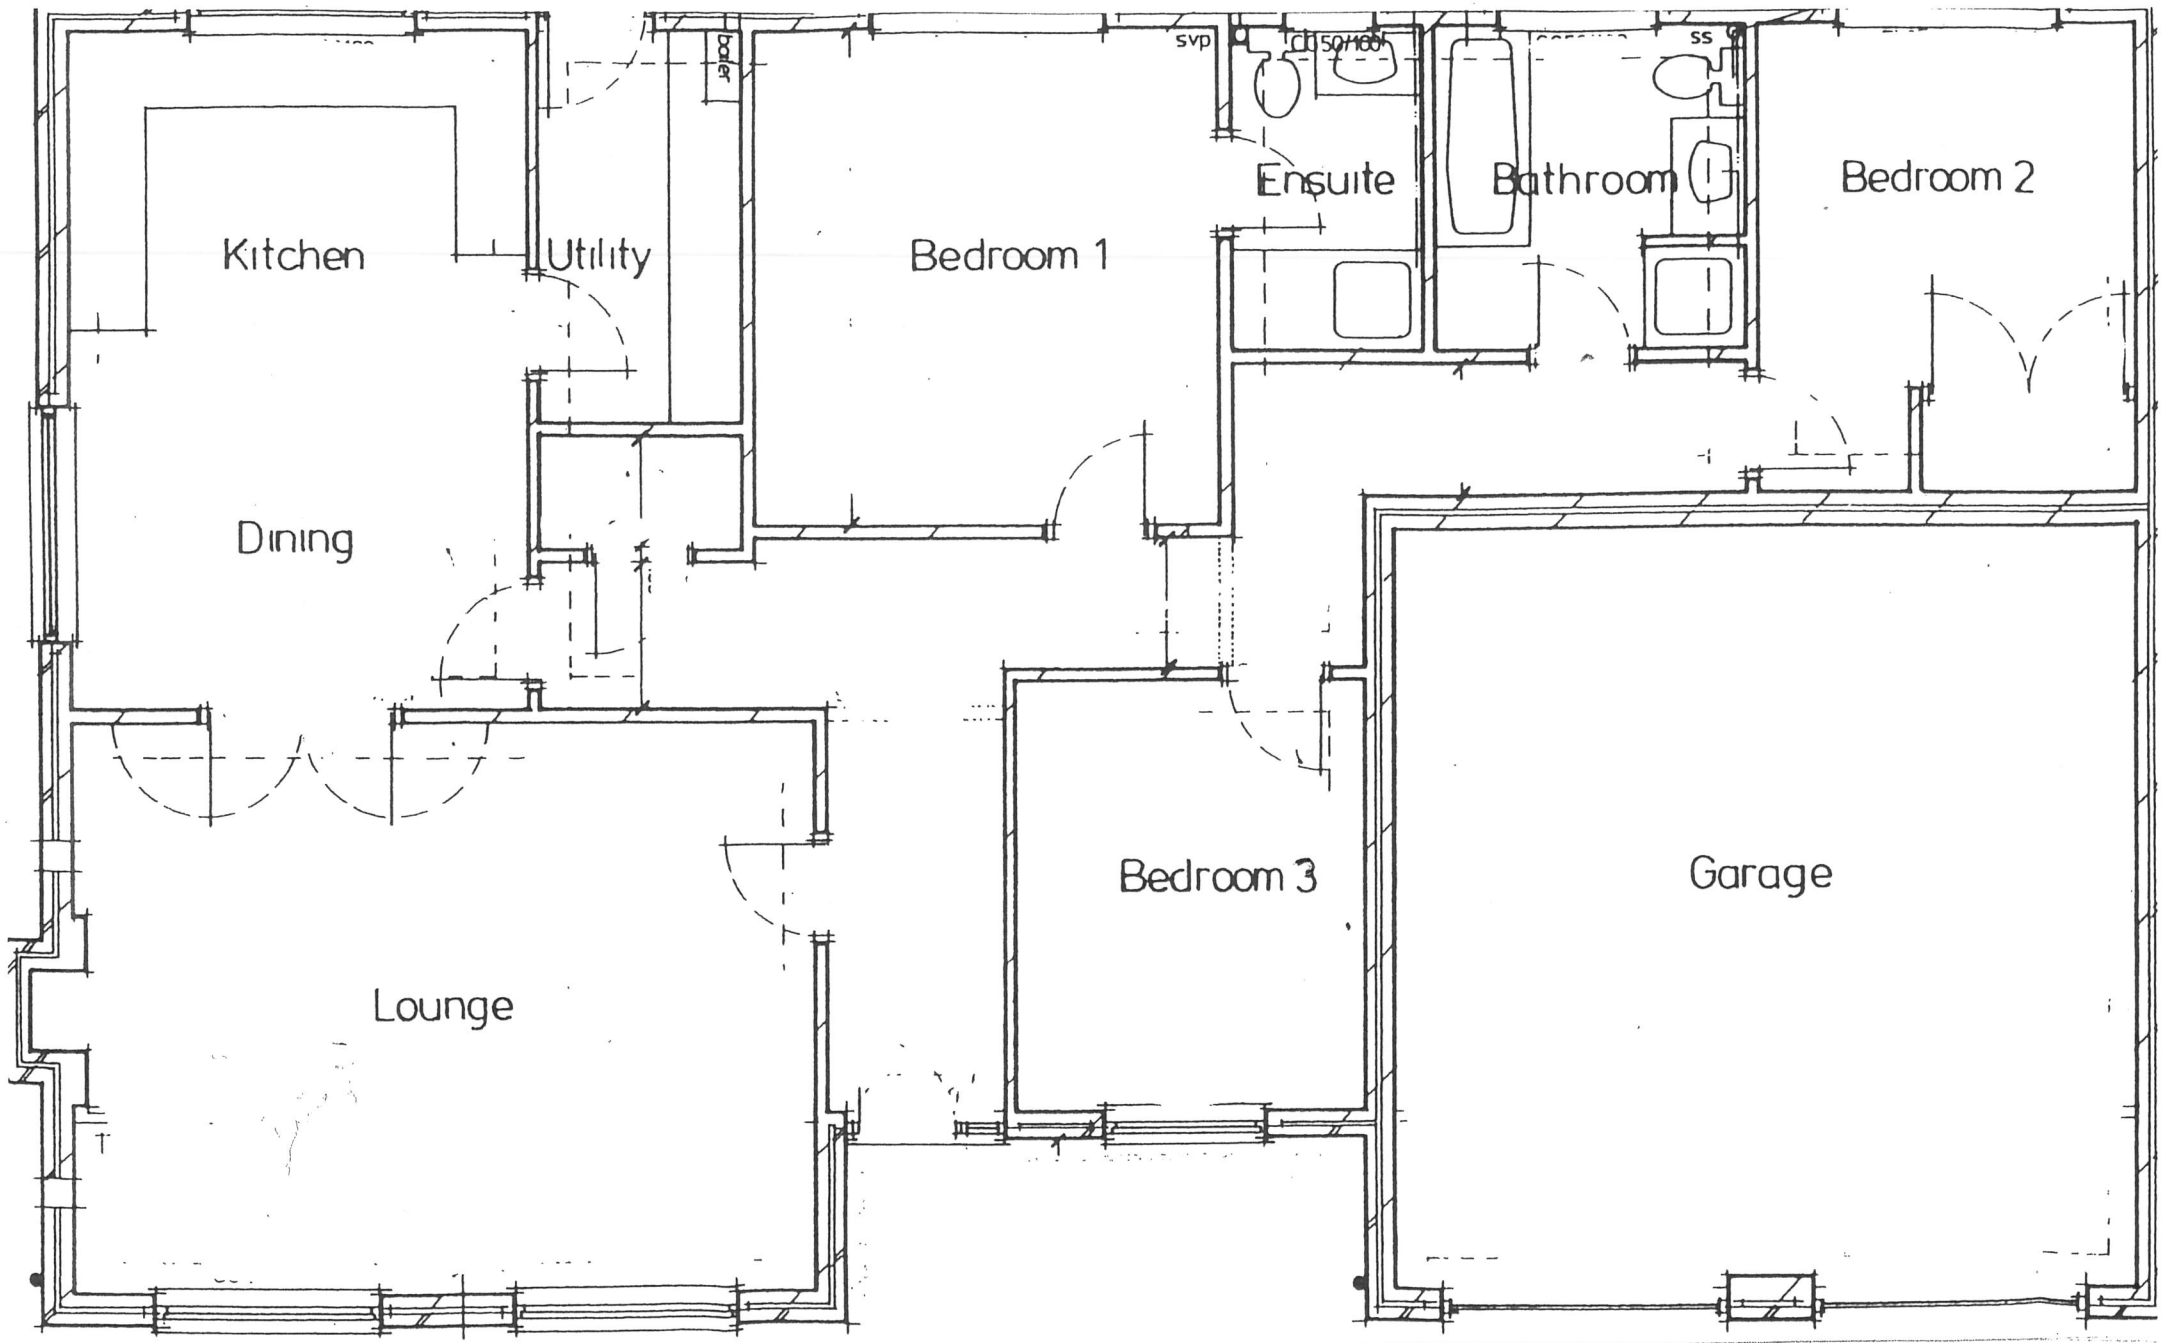 boiler
svp
ss
Ensuite
Bathroom
Bedroom 2
Kitchen
Utility
Bedroom 1
Dining
Bedroom 3
Garage
Lounge